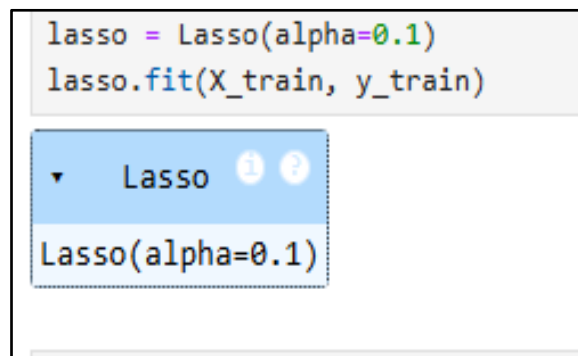 lasso = Lasso(alpha=0.1)
lasso.fit(X_train, y_train)
▾ Lasso i ?
Lasso(alpha=0.1)